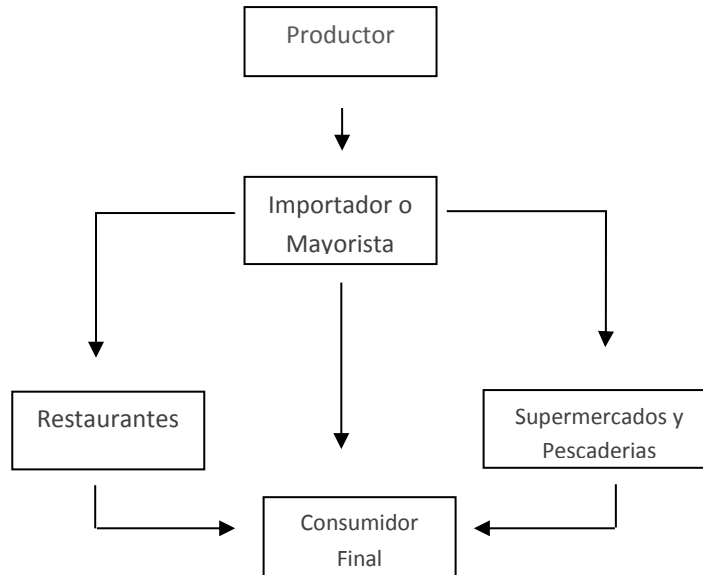 Productor
Importador o
Mayorista
Restaurantes
Supermercados y
Pescaderias
Consumidor
Final